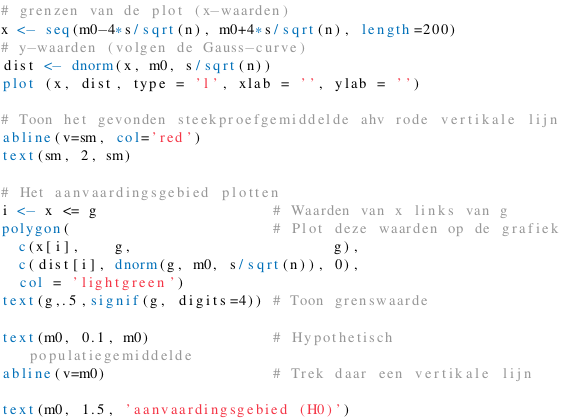 # grenzen van de plot (x-waarden)
x <- seq(m0-4*s/sqrt(n), m0+4*s/sqrt(n), length=200)
# y-waarden (volgen de Gauss-curve)
dist <- dnorm(x, m0, s/sqrt(n))
plot (x, dist, type = 'l', xlab = '', ylab = '')
# Toon het gevonden steekproefgemiddelde ahv rode vertikale lijn
abline(v=sm, col='red')
text(sm, 2, sm)
# Het aanvaardingsgebied plotten
i <- x <= g # Waarden van x links van g
polygon( # Plot deze waarden op de grafiek
c(x[i], g, g),
c(dist[i], dnorm(g, m0, s/sqrt(n)), 0),
col = 'lightgreen')
text(g,.5,signif(g, digits=4)) # Toon grenswaarde
text(m0, 0.1, m0) # Hypothetisch
populatiegemiddelde
abline(v=m0) # Trek daar een vertikale lijn
text(m0, 1.5, 'aanvaardingsgebied (H0)')